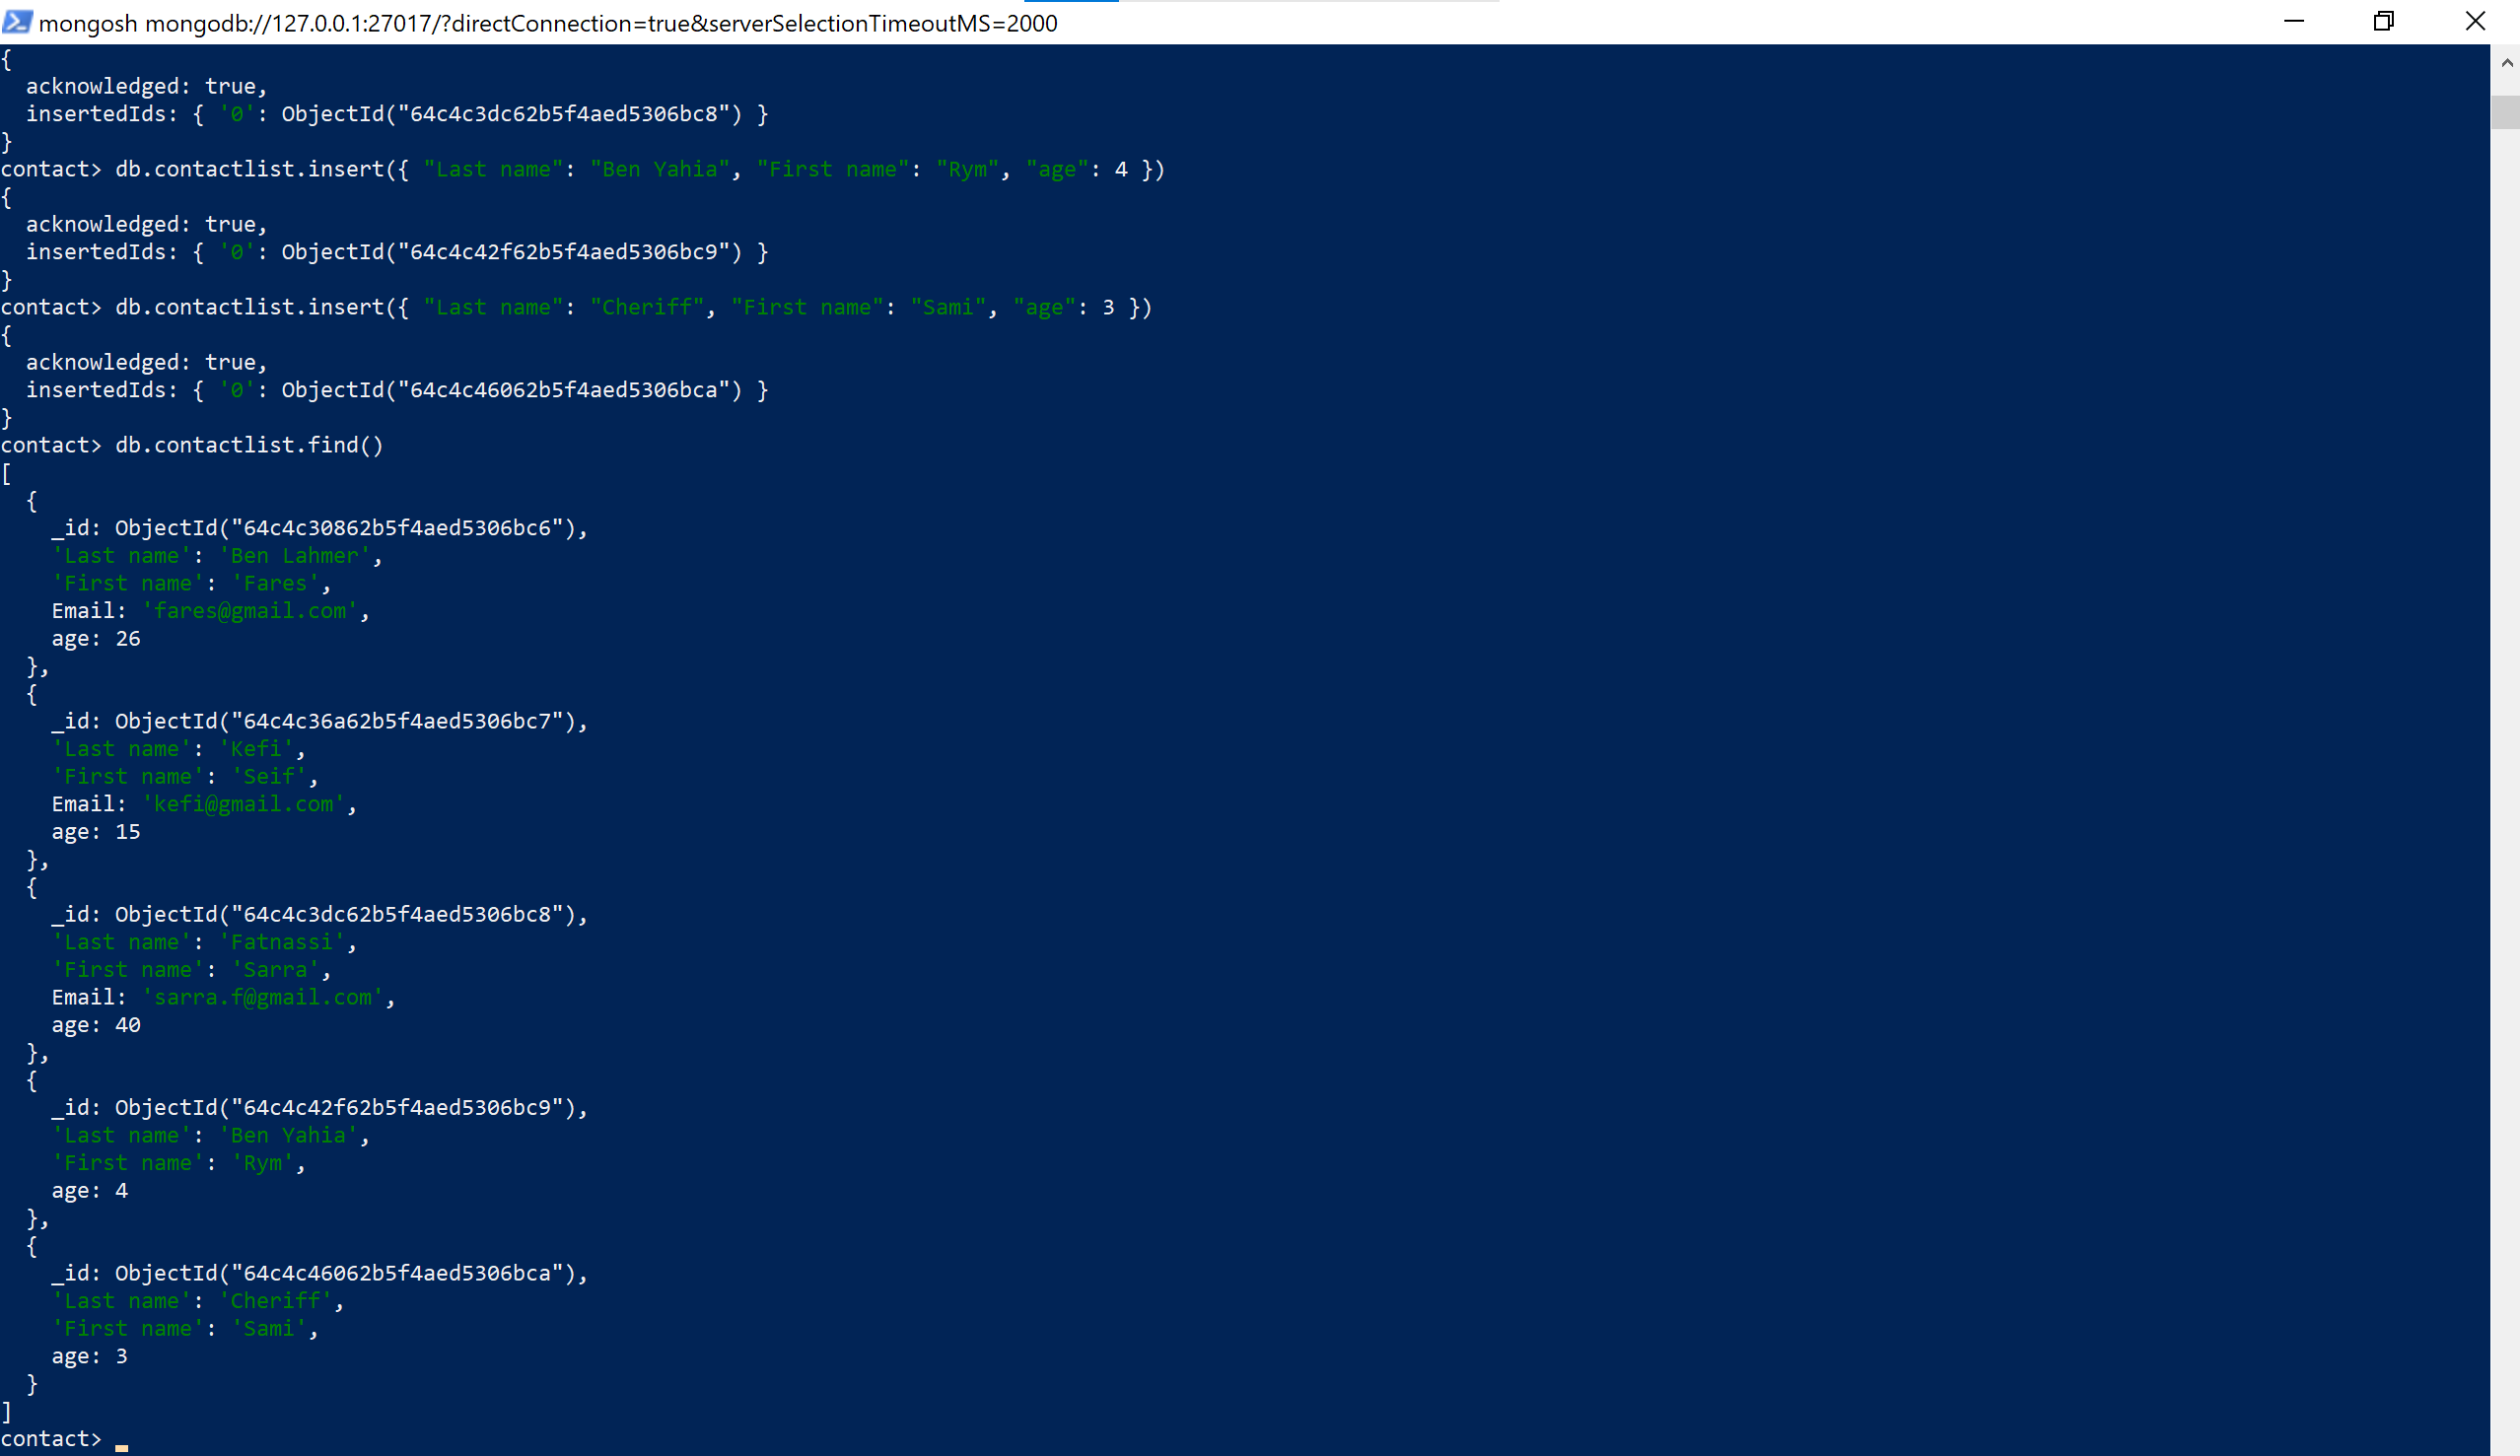 mongosh mongodb://127.0.0.1:27017/?directConnection=true&serverSelectionTimeoutMS=2000
{
  acknowledged: true,
  insertedIds: { '0': ObjectId("64c4c3dc62b5f4aed5306bc8") }
}
contact> db.contactlist.insert({ "Last name": "Ben Yahia", "First name": "Rym", "age": 4 })
{
  acknowledged: true,
  insertedIds: { '0': ObjectId("64c4c42f62b5f4aed5306bc9") }
}
contact> db.contactlist.insert({ "Last name": "Cheriff", "First name": "Sami", "age": 3 })
{
  acknowledged: true,
  insertedIds: { '0': ObjectId("64c4c46062b5f4aed5306bca") }
}
contact> db.contactlist.find()
[
  {
    _id: ObjectId("64c4c30862b5f4aed5306bc6"),
    'Last name': 'Ben Lahmer',
    'First name': 'Fares',
    Email: 'fares@gmail.com',
    age: 26
  },
  {
    _id: ObjectId("64c4c36a62b5f4aed5306bc7"),
    'Last name': 'Kefi',
    'First name': 'Seif',
    Email: 'kefi@gmail.com',
    age: 15
  },
  {
    _id: ObjectId("64c4c3dc62b5f4aed5306bc8"),
    'Last name': 'Fatnassi',
    'First name': 'Sarra',
    Email: 'sarra.f@gmail.com',
    age: 40
  },
  {
    _id: ObjectId("64c4c42f62b5f4aed5306bc9"),
    'Last name': 'Ben Yahia',
    'First name': 'Rym',
    age: 4
  },
  {
    _id: ObjectId("64c4c46062b5f4aed5306bca"),
    'Last name': 'Cheriff',
    'First name': 'Sami',
    age: 3
  }
]
contact>